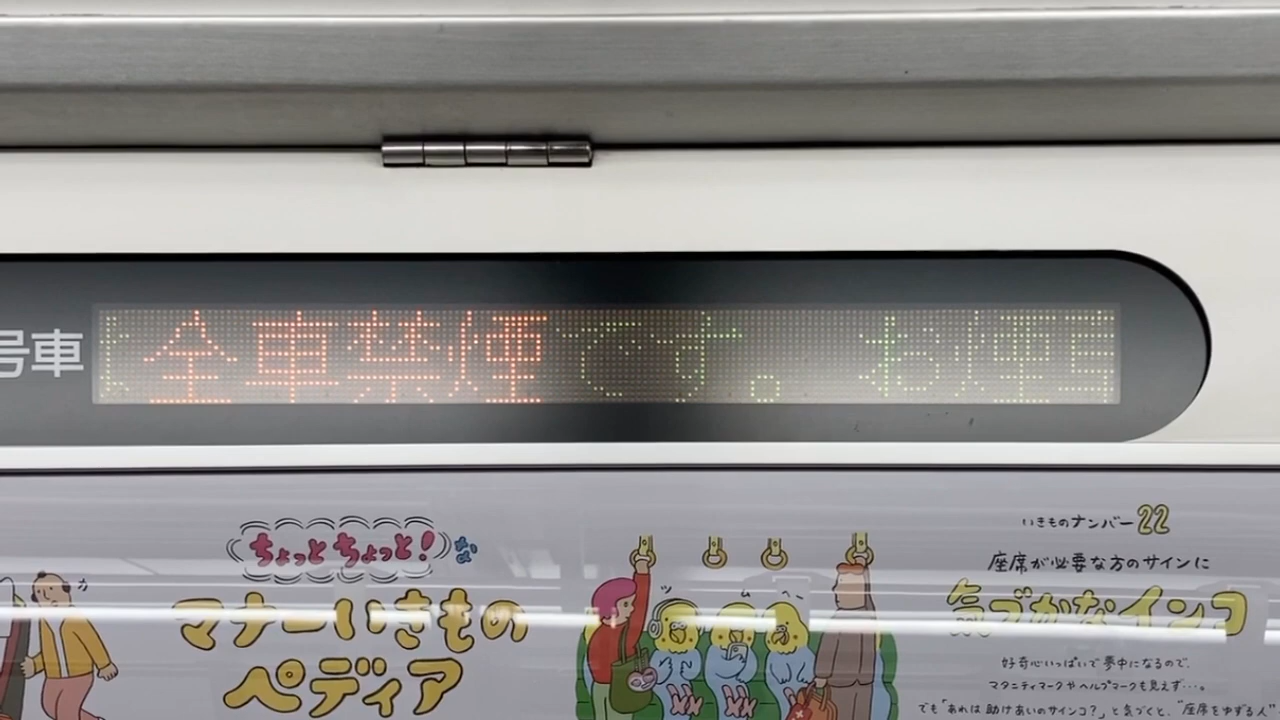 号車
全車禁煙です。 お煙
ちょっとちょっと!な
マナーいきもの
ペディア
いきものナンバー22
座席が必要な方のサインに
気づかなインコ
好奇心いっぱいで夢中になるので、
マタニティマークやヘルプマークも見えず…。
でも「あれは助けあいのサインコ?」と気づくと、“座席をゆずる人”